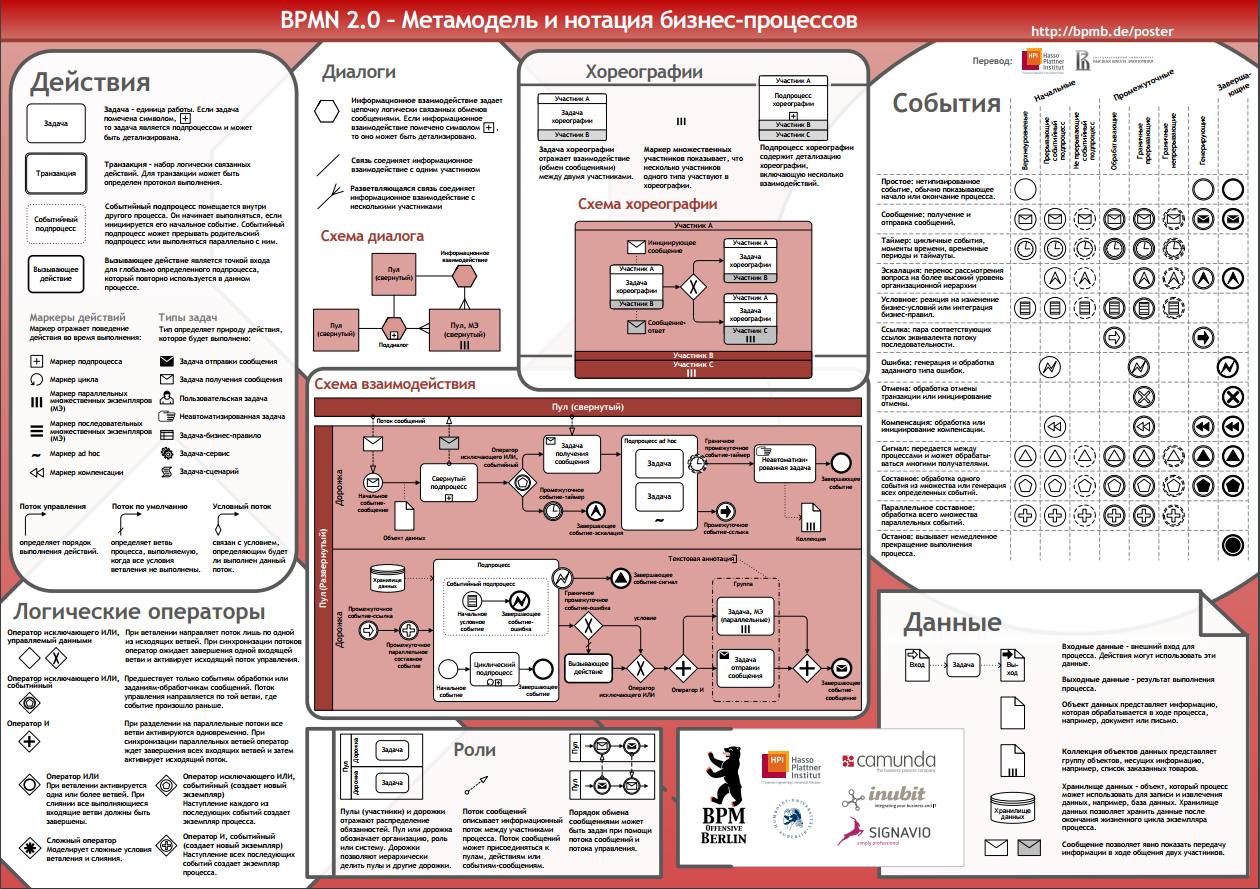 BPMN 2.0 – Метамодель и нотация бизнес-процессов
http://bpmb.de/poster
Действия
Задача
Задача - единица работы. Если задача
помечена символом,
то задача является подпроцессом и может
быть детализирована.
Транзакция
Транзакция - набор логически связанных
действий. Для транзакции может быть
определен протокол выполнения.
Событийный
подпроцесс
Событийный подпроцесс помещается внутри
другого процесса. Он начинает выполняться, если
инициируется его начальное событие. Событийный
подпроцесс может прерывать родительский
подпроцесс или выполняться параллельно с ним.
Вызывающее
действие
Вызывающее действие является точкой входа
для глобально определенного подпроцесса,
который повторно используется в данном
процессе.
Маркеры действий
Маркер отражает поведение
действия во время выполнения:
Маркер подпроцесса
Маркер цикла
Маркер параллельных
множественных экземпляров
(МЭ)
Маркер последовательных
множественных экземпляров
(МЭ)
Маркер ad hoc
Маркер компенсации
Типы задач
Тип определяет природу действия,
которое будет выполнено:
Задача отправки сообщения
Задача получения сообщения
Пользовательская задача
Неавтоматизированная задача
Задача-бизнес-правило
Задача-сервис
Задача-сценарий
Поток управления
определяет порядок
выполнения действий.
Поток по умолчанию
определяет ветвь
процесса, выполняемую,
когда все условия
ветвления не выполнены.
Условный поток
связан с условием,
определяющим будет
ли выполнен данный
поток.
Логические операторы
Оператор исключающего ИЛИ,
управляемый данными
При ветвлении направляет поток лишь по одной
из исходящих ветвей. При синхронизации потоков
оператор ожидает завершения одной входящей
ветви и активирует исходящий поток управления.
Оператор исключающего ИЛИ,
событийный
Предшествует только событиям обработки или
заданиям-обработчикам сообщений. Поток
управления направляется по той ветви, где
событие произошло раньше.
Оператор И
При разделении на параллельные потоки все
ветви активируются одновременно. При
синхронизации параллельных ветвей оператор
ждет завершения всех входящих ветвей и затем
активирует исходящий поток.
Оператор ИЛИ
При ветвлении активируется
одна или более ветвей. При
слиянии все выполняющиеся
входящие ветви должны быть
завершены.
Оператор исключающего ИЛИ,
событийный (создает новый
экземпляр)
Наступление каждого из
последующих событий создает
экземпляр процесса.
Сложный оператор
Моделирует сложные условия
ветвления и слияния.
Оператор И, событийный
(создает новый экземпляр)
Наступление всех последующих
событий создает экземпляр
процесса.
Диалоги
Информационное взаимодействие задает
цепочку логически связанных обменов
сообщениями. Если информационное
взаимодействие помечено символом ,
то оно может быть детализировано.
Связь соединяет информационное
взаимодействие с одним участником
Разветвляющаяся связь соединяет
информационное взаимодействие с
несколькими участниками
Схема диалога
Пул
(свернутый)
Информационное
взаимодействие
Пул
(свернутый)
Поддиалог
Пул, МЭ
(свернутый)
Хореографии
Участник А
Задача
хореографии
Участник В
Участник А
Подпроцесс
хореографии
Участник В
Участник С
Задача хореографии
отражает взаимодействие
(обмен сообщениями)
между двумя участниками.
Маркер множественных
участников показывает, что
несколько участников
одного типа участвуют в
хореографии.
Подпроцесс хореографии
содержит детализацию
хореографии,
включающую несколько
взаимодействий.
Схема хореографии
Участник А
Инициирующее
сообщение
Участник А
Задача
хореографии
Участник В
Сообщение-
ответ
Участник А
Задача
хореографии
Участник В
Участник А
Задача
хореографии
Участник С
Участник В
Участник С
Схема взаимодействия
Пул (свернутый)
Пул (Развернутый)
Дорожка
Поток сообщений
Начальное
событие-
сообщение
Свернутый
подпроцесс
Объект данных
Оператор
исключающего ИЛИ,
событийный
Задача
получения
сообщения
Промежуточное
событие-таймер
Завершающее
событие-эскалация
Подпроцесс ad hoc
Задача
Задача
Граничное
промежуточное
событие-таймер
Промежуточное
событие-ссылка
Неавтоматизи-
рованная задача
Завершающее
событие
Коллекция
Дорожка
Хранилище
данных
Промежуточное
событие-ссылка
Промежуточное
параллельное
составное
событие
Подпроцесс
Событийный подпроцесс
Начальное
условное
событие
Завершающее
событие-
ошибка
Начальное
событие
Циклический
подпроцесс
Завершающее
событие
Граничное
промежуточное
событие-ошибка
Завершающее
событие-сигнал
Текстовая аннотация
условие
Вызывающее
действие
Оператор
исключающего ИЛИ
Оператор И
Группа
Задача, МЭ
(параллельные)
Задача
отправки
сообщения
Завершающее
событие-
сообщение
Роли
Пул
Дорожка
Задача
Дорожка
Задача
Пул
Пул
Пулы (участники) и дорожки
отражают распределение
обязанностей. Пул или дорожка
обозначает организацию, роль
или систему. Дорожки
позволяют иерархически
делить пулы и другие дорожки.
Поток сообщений
описывает информационный
поток между участниками
процесса. Поток сообщений
может присоединяться к
пулам, действиям или
событиям-сообщениям.
Порядок обмена
сообщениями может
быть задан при помощи
потока сообщений и
потока управления.
BPM
OFFENSIVE
BERLIN
HPI
Hasso
Plattner
Institut
camunda
the business process company
inubit
integrating your business and IT
SIGNAVIO
simply professional
Перевод:
HPI
Hasso
Plattner
Institut
События
Начальные
Промежуточные
Заверша-
ющие
Верхнеуровневые
Прерывающие
событийный
подпроцесс
Не прерывающие
событийный
подпроцесс
Обрабатывающие
Граничные
прерывающие
Граничные
непрерывающие
Генерирующие
Простое: нетипизированное
событие, обычно показывающее
начало или окончание процесса.
Сообщение: получение и
отправка сообщений.
Таймер: цикличные события,
моменты времени, временные
периоды и таймауты.
Эскалация: перенос рассмотрения
вопроса на более высокий уровень
организационной иерархии
Условное: реакция на изменение
бизнес-условий или интеграция
бизнес-правил.
Ссылка: пара соответствующих
ссылок эквивалента потоку
последовательности.
Ошибка: генерация и обработка
заданного типа ошибок.
Отмена: обработка отмены
транзакции или инициирование
отмены.
Компенсация: обработка или
инициирование компенсации.
Сигнал: передается между
процессами и может обрабаты-
ваться многими получателями.
Составное: обработка одного
события из множества или генерация
всех определенных событий.
Параллельное составное:
обработка всего множества
параллельных событий.
Останов: вызывает немедленное
прекращение выполнения
процесса.
Данные
Вход
Задача
Вы-
ход
Входные данные - внешний вход для
процесса. Действия могут использовать эти
данные.
Выходные данные - результат выполнения
процесса.
Объект данных представляет информацию,
которая обрабатывается в ходе процесса,
например, документ или письмо.
Коллекция объектов данных представляет
группу объектов, несущих информацию,
например, список заказанных товаров.
Хранилище
данных
Хранилище данных - объект, который процесс
может использовать для записи и извлечения
данных, например, база данных. Хранилище
данных позволяет хранить данные после
окончания жизненного цикла экземпляра
процесса.
Сообщение позволяет явно показать передачу
информации в ходе общения двух участников.